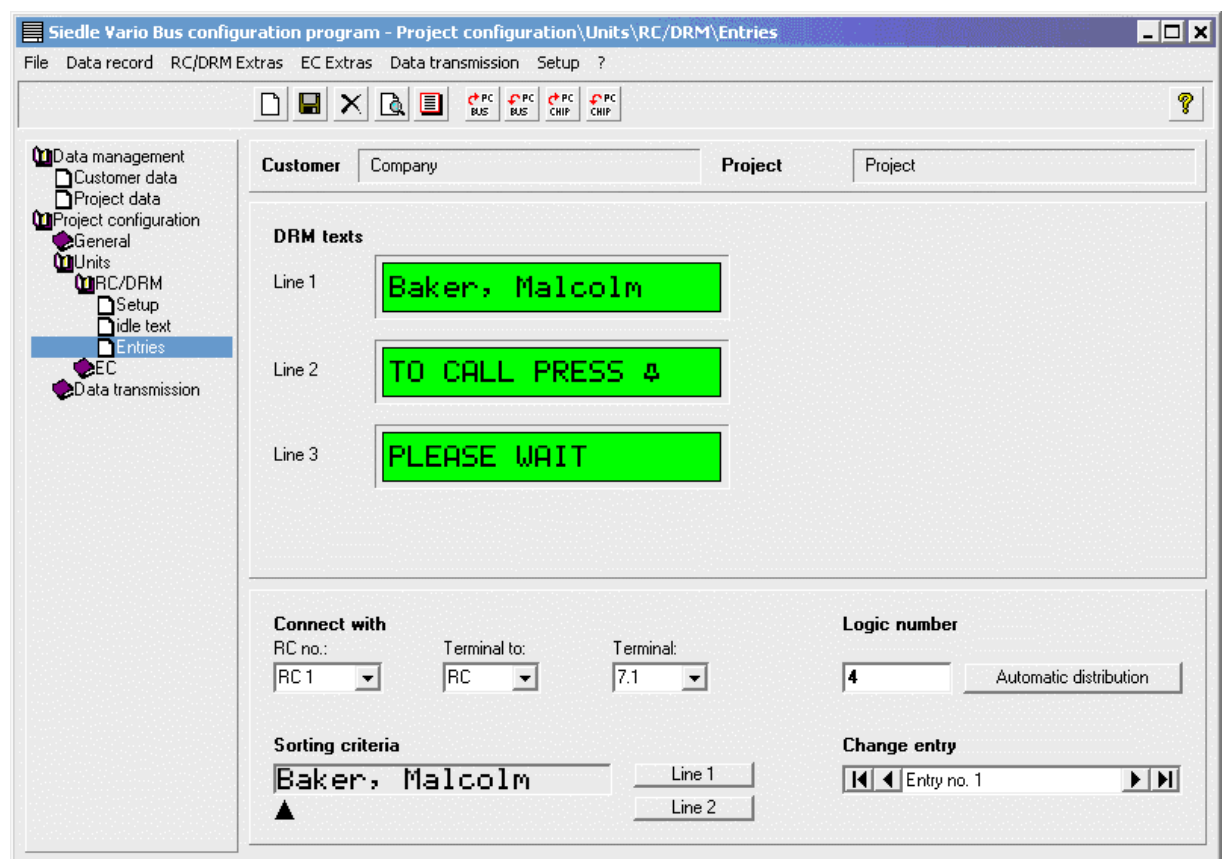 Siedle Vario Bus configuration program - Project configuration\Units\RC/DRM\Entries
File Data record RC/DRM Extras EC Extras Data transmission Setup ?
PC BUS PC BUS PC CHIP PC CHIP ?
Data management
Customer data
Project data
Project configuration
General
Units
RC/DRM
Setup
idle text
Entries
EC
Data transmission
Customer Company Project Project
DRM texts
Line 1 Baker, Malcolm
Line 2 TO CALL PRESS
Line 3 PLEASE WAIT
Connect with
RC no.: Terminal to: Terminal:
RC 1 RC 7.1
Logic number
4 Automatic distribution
Sorting criteria
Baker, Malcolm
Line 1
Line 2
Change entry
Entry no. 1